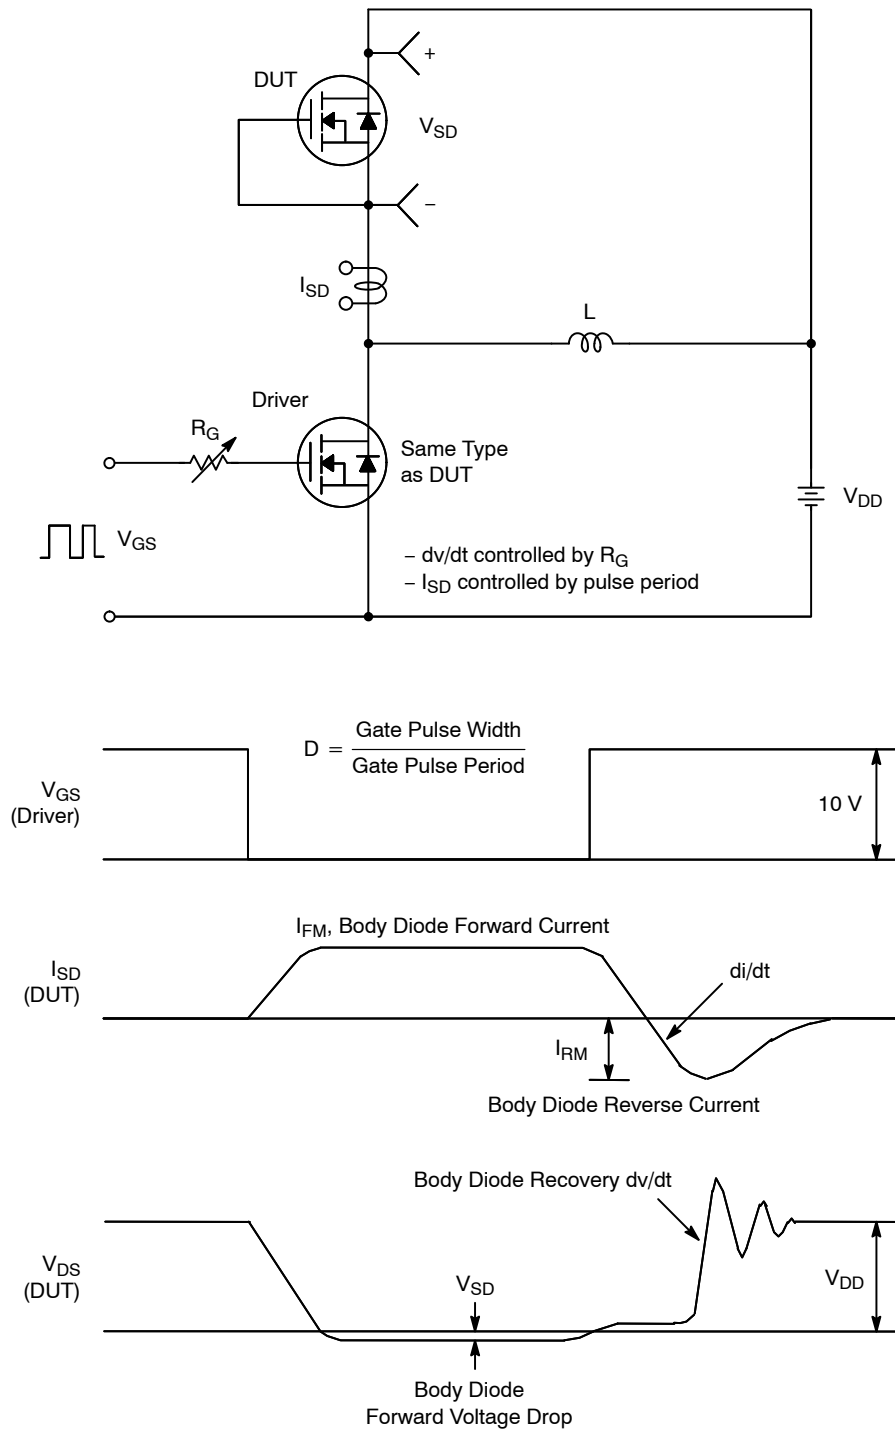 +
DUT
V_SD
−
I_SD
L
Driver
R_G
Same Type
as DUT
V_DD
V_GS
− dv/dt controlled by R_G
− I_SD controlled by pulse period
D = Gate Pulse Width
Gate Pulse Period
V_GS
(Driver)
10 V
I_FM, Body Diode Forward Current
I_SD
(DUT)
di/dt
I_RM
Body Diode Reverse Current
Body Diode Recovery dv/dt
V_DS
(DUT)
V_SD
V_DD
Body Diode
Forward Voltage Drop